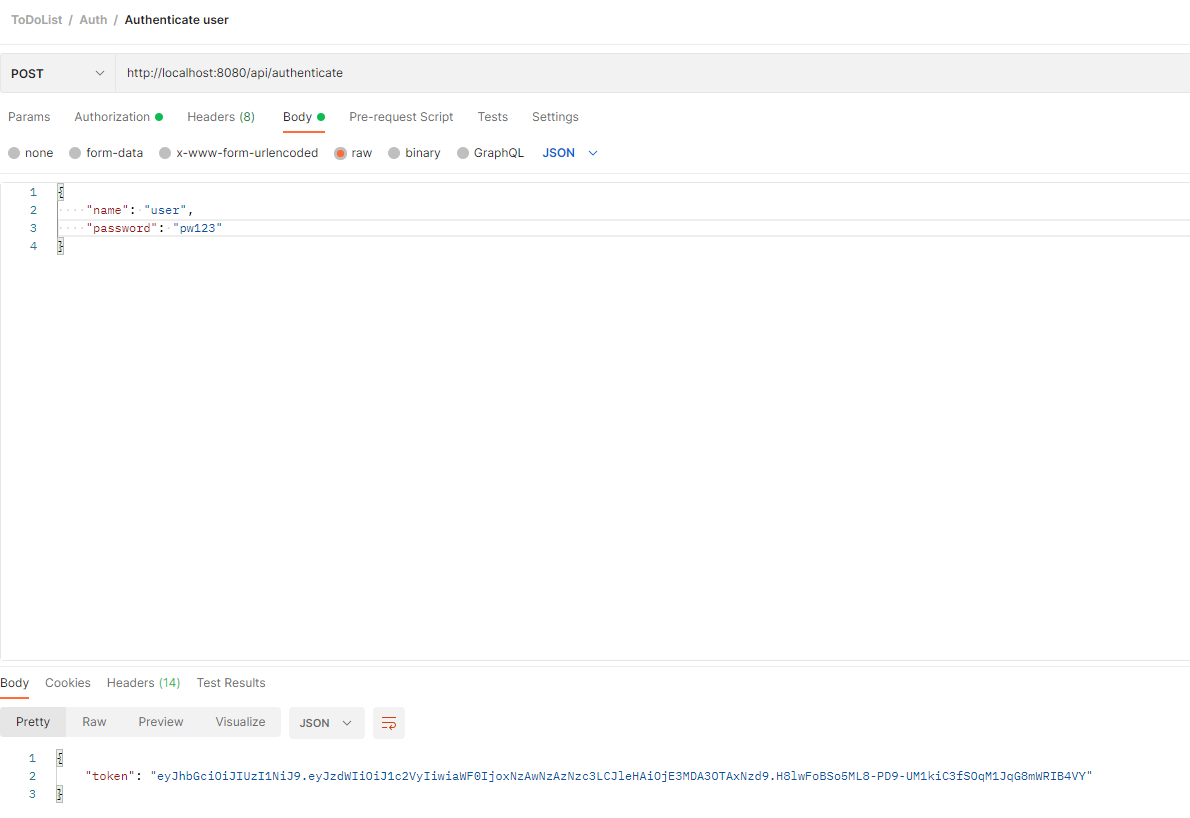 ToDoList / Auth / Authenticate user
POST http://localhost:8080/api/authenticate
Params Authorization Headers (8) Body Pre-request Script Tests Settings
none form-data x-www-form-urlencoded raw binary GraphQL JSON
1 {
2 "name": "user",
3 "password": "pw123"
4 }
Body Cookies Headers (14) Test Results
Pretty Raw Preview Visualize JSON
1 {
2 "token": "eyJhbGciOiJIUzI1NiJ9.eyJzdWIiOiJ1c2VyIiwiaWF0IjoxNzAwNzAzNzc3LCJleHAiOjE3MDA3OTAxNzd9.H8lwFoBSo5ML8-PD9-UM1kiC3fSOqM1JqG8mWRIB4VY"
3 }